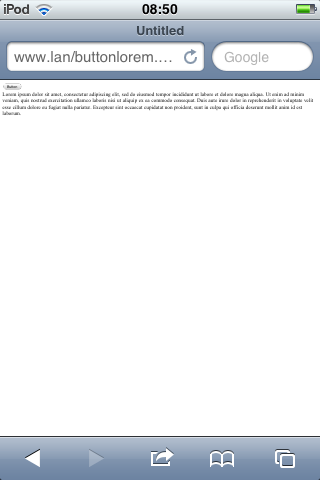 iPod
08:50
Untitled
www.lan/buttonlorem....
Google
Button
Lorem ipsum dolor sit amet, consectetur adipisicing elit, sed do eiusmod tempor incididunt ut labore et dolore magna aliqua. Ut enim ad minim
veniam, quis nostrud exercitation ullamco laboris nisi ut aliquip ex ea commodo consequat. Duis aute irure dolor in reprehenderit in voluptate velit
esse cillum dolore eu fugiat nulla pariatur. Excepteur sint occaecat cupidatat non proident, sunt in culpa qui officia deserunt mollit anim id est
laborum.